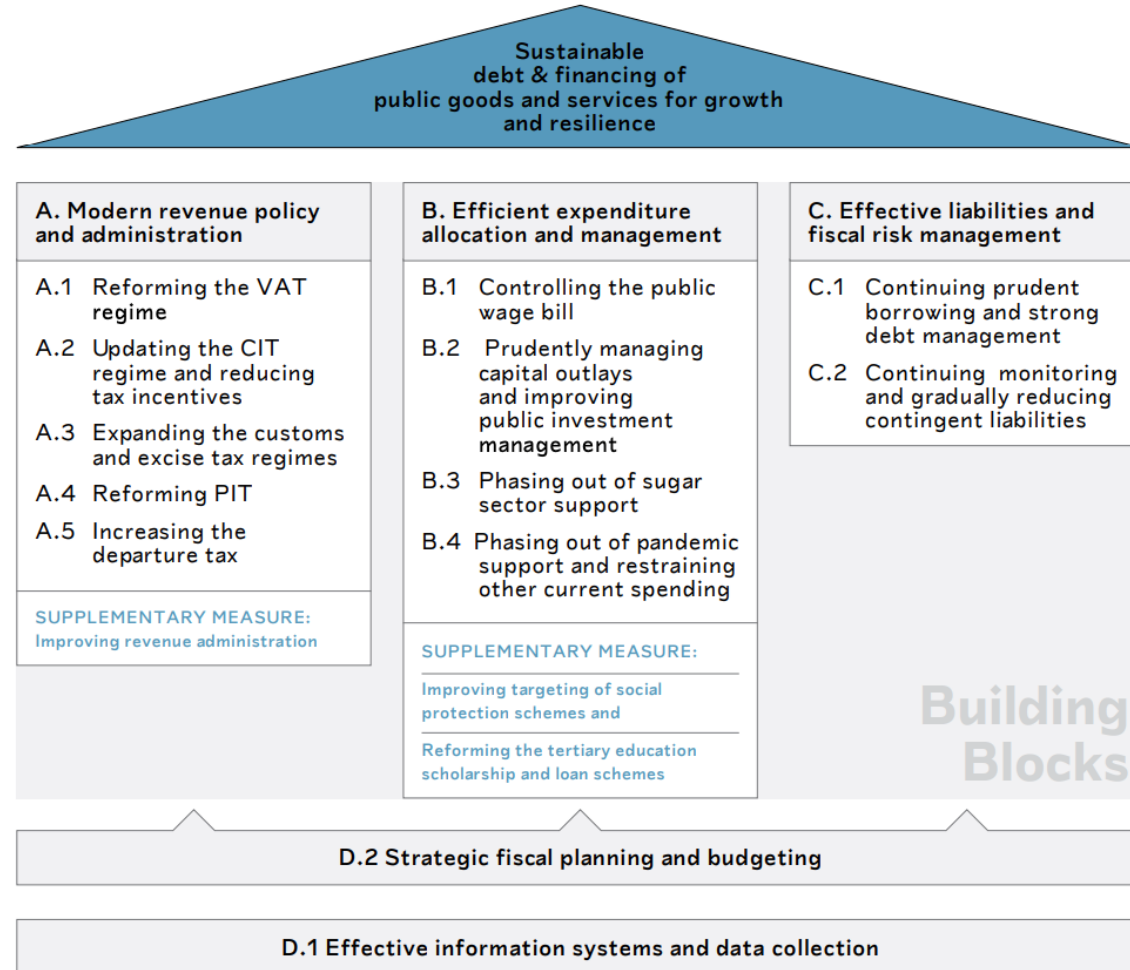 Sustainable
debt & financing of
public goods and services for growth
and resilience
A. Modern revenue policy
and administration
A.1 Reforming the VAT
regime
A.2 Updating the CIT
regime and reducing
tax incentives
A.3 Expanding the customs
and excise tax regimes
A.4 Reforming PIT
A.5 Increasing the
departure tax
SUPPLEMENTARY MEASURE:
Improving revenue administration
B. Efficient expenditure
allocation and management
B.1 Controlling the public
wage bill
B.2 Prudently managing
capital outlays
and improving
public investment
management
B.3 Phasing out of sugar
sector support
B.4 Phasing out of pandemic
support and restraining
other current spending
SUPPLEMENTARY MEASURE:
Improving targeting of social
protection schemes and
Reforming the tertiary education
scholarship and loan schemes
C. Effective liabilities and
fiscal risk management
C.1 Continuing prudent
borrowing and strong
debt management
C.2 Continuing monitoring
and gradually reducing
contingent liabilities
Building
Blocks
D.2 Strategic fiscal planning and budgeting
D.1 Effective information systems and data collection